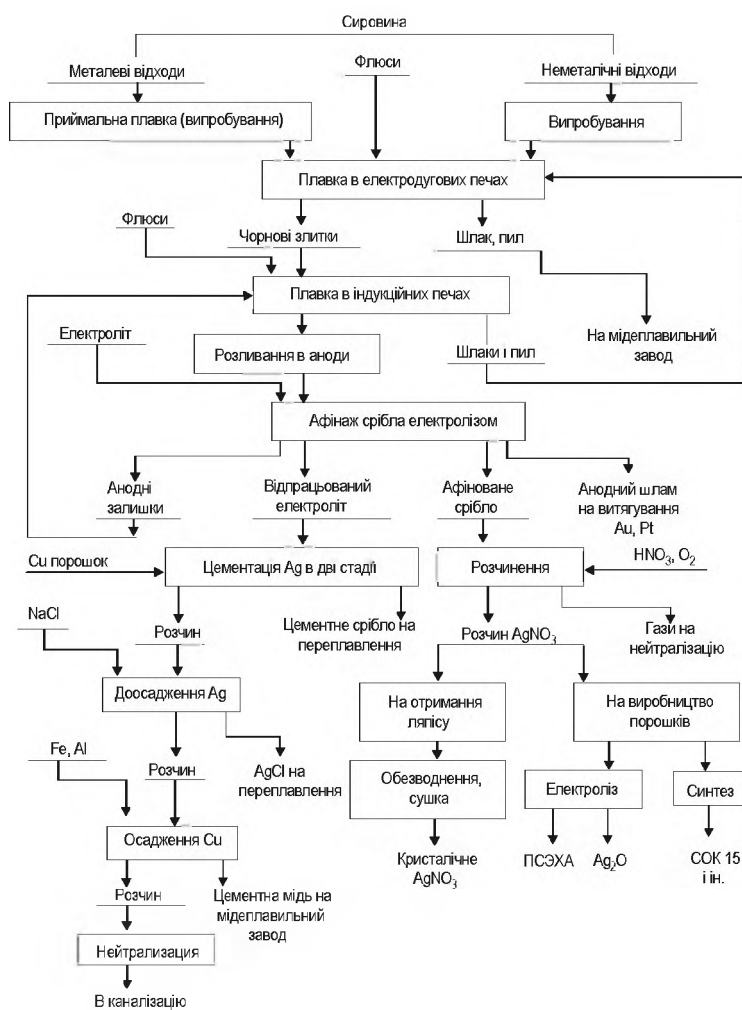 Сировина
Металеві відходи
Флюси
Неметалічні відходи
Приймальна плавка (випробування)
Випробування
Плавка в електродугових печах
Флюси
Чорнові злитки
Шлак, пил
Плавка в індукційних печах
На мідеплавильний
завод
Електроліт
Розливання в аноди
Шлаки і пил
Афінаж срібла електролізом
Анодні
залишки
Відпрацьований
електроліт
Афіноване
срібло
Анодний шлам
на витягування
Au, Pt
Cu порошок
Цементація Ag в дві стадії
Розчинення
HNO₃, O₂
NaCl
Розчин
Цементне срібло на
переплавлення
Розчин AgNO₃
Гази на
нейтралізацію
Доосадження Ag
На отримання
ляпісу
На виробництво
порошків
Fe, Al
Розчин
AgCl на
переплавлення
Обезводнення,
сушка
Електроліз
Синтез
Осадження Cu
Кристалічне
AgNO₃
ПСЭХА
Ag₂O
СОК 15
і ін.
Розчин
Цементна мідь на
мідеплавильний
завод
Нейтрализация
В каналізацію